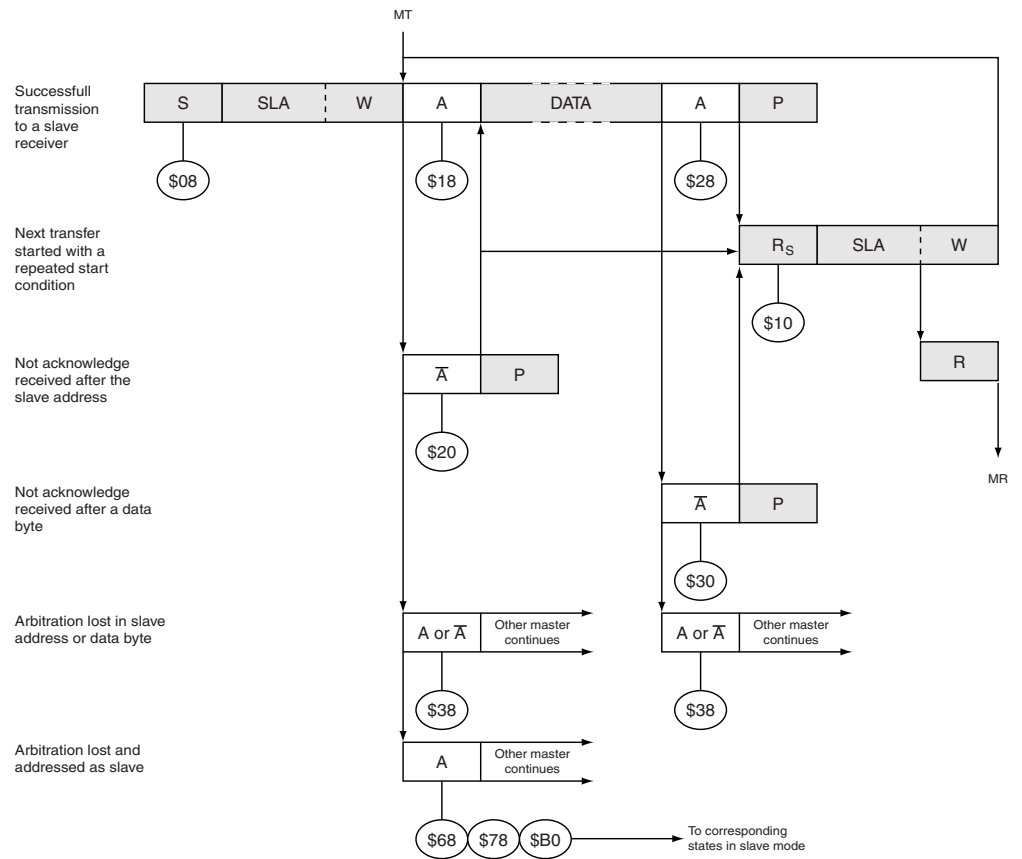 MT
Successfull
transmission
to a slave
receiver
S SLA W A DATA A P
$08 $18 $28
Next transfer
started with a
repeated start
condition
RS SLA W
$10
Not acknowledge
received after the
slave address
A̅ P
R
$20
MR
Not acknowledge
received after a data
byte
A̅ P
$30
Arbitration lost in slave
address or data byte
A or A̅ Other master
continues
A or A̅ Other master
continues
$38 $38
Arbitration lost and
addressed as slave
A Other master
continues
$68 $78 $B0 To corresponding
states in slave mode